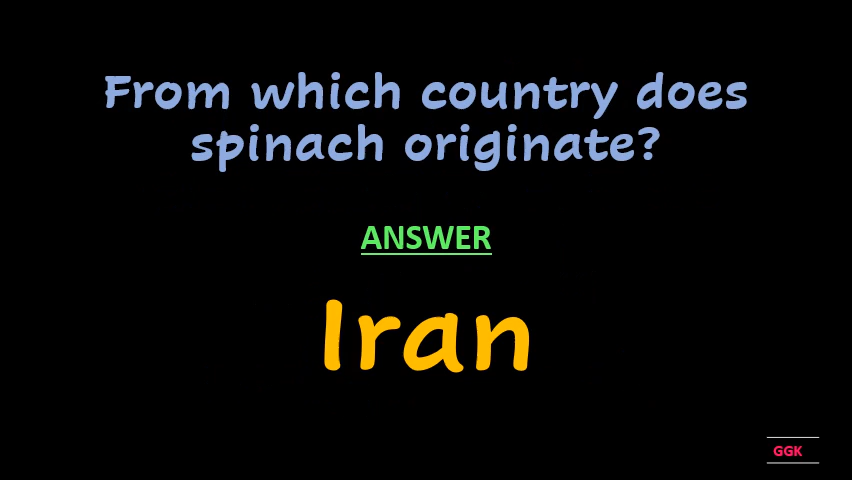 From which country does
spinach originate?
ANSWER
Iran
GGK